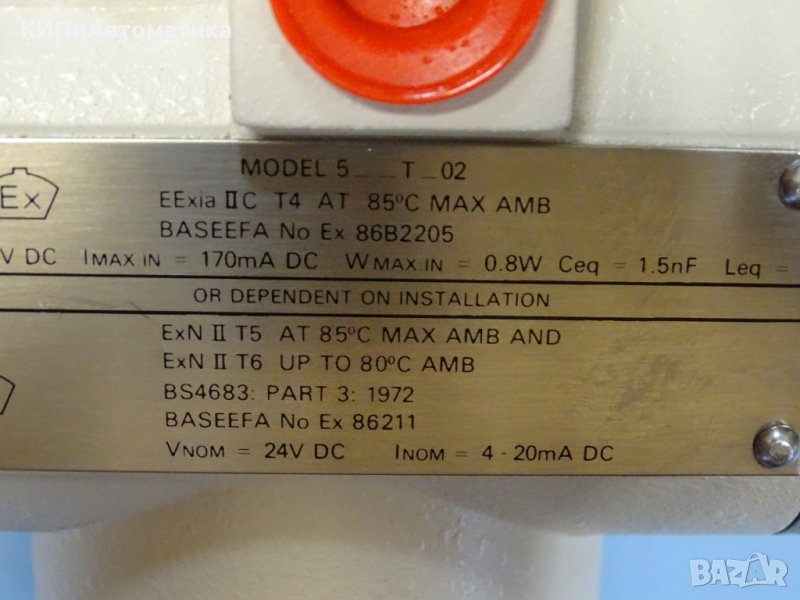 КИПиАвтоматика
MODEL 5__T_02
Ex
EExia IIC T4 AT 85ºC MAX AMB
BASEEFA No Ex 86B2205
V DC IMAX IN = 170mA DC WMAX.IN = 0.8W Ceq = 1.5nF Leq =
OR DEPENDENT ON INSTALLATION
ExN II T5 AT 85ºC MAX AMB AND
ExN II T6 UP TO 80ºC AMB
BS4683: PART 3: 1972
BASEEFA No Ex 86211
VNOM = 24V DC INOM = 4 - 20mA DC
BAZAR